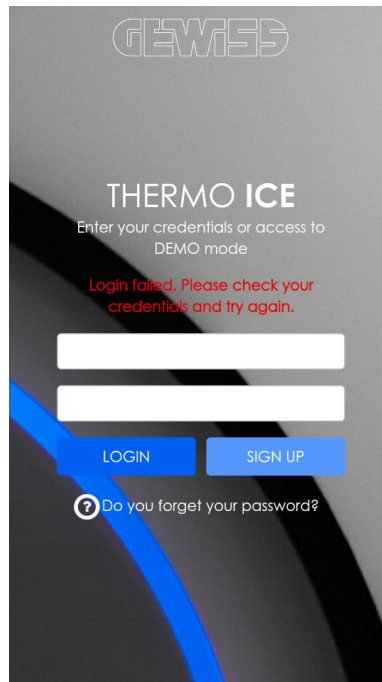 GEWISS
THERMO ICE
Enter your credentials or access to
DEMO mode
Login failed. Please check your
credentials and try again.
LOGIN
SIGN UP
? Do you forget your password?